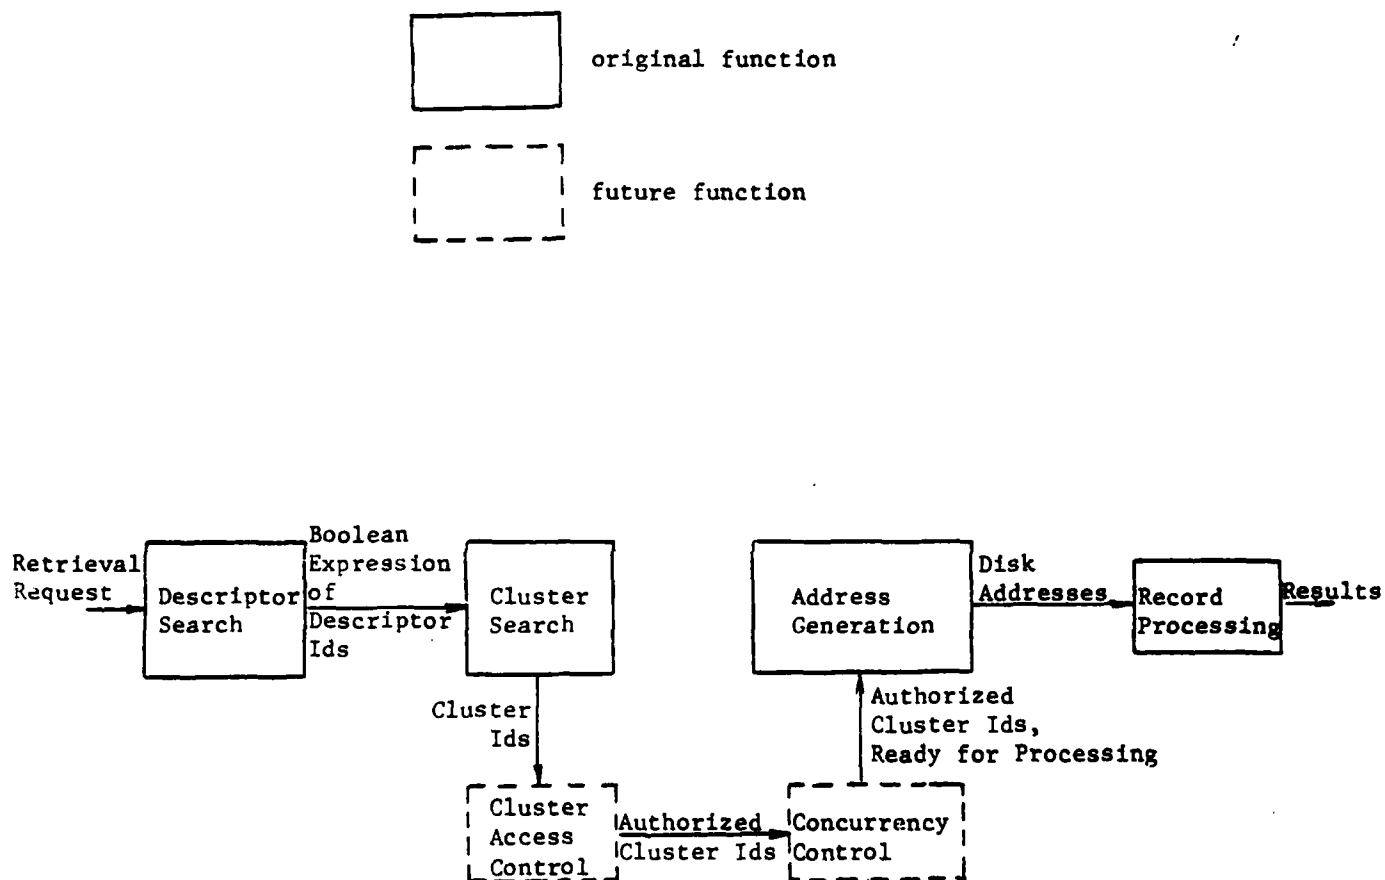 original function
future function
Retrieval
Request
Descriptor
Search
Boolean
Expression
of
Descriptor
Ids
Cluster
Search
Cluster
Ids
Cluster
Access
Control
Authorized
Cluster Ids
Concurrency
Control
Authorized
Cluster Ids,
Ready for Processing
Address
Generation
Disk
Addresses
Record
Processing
Results